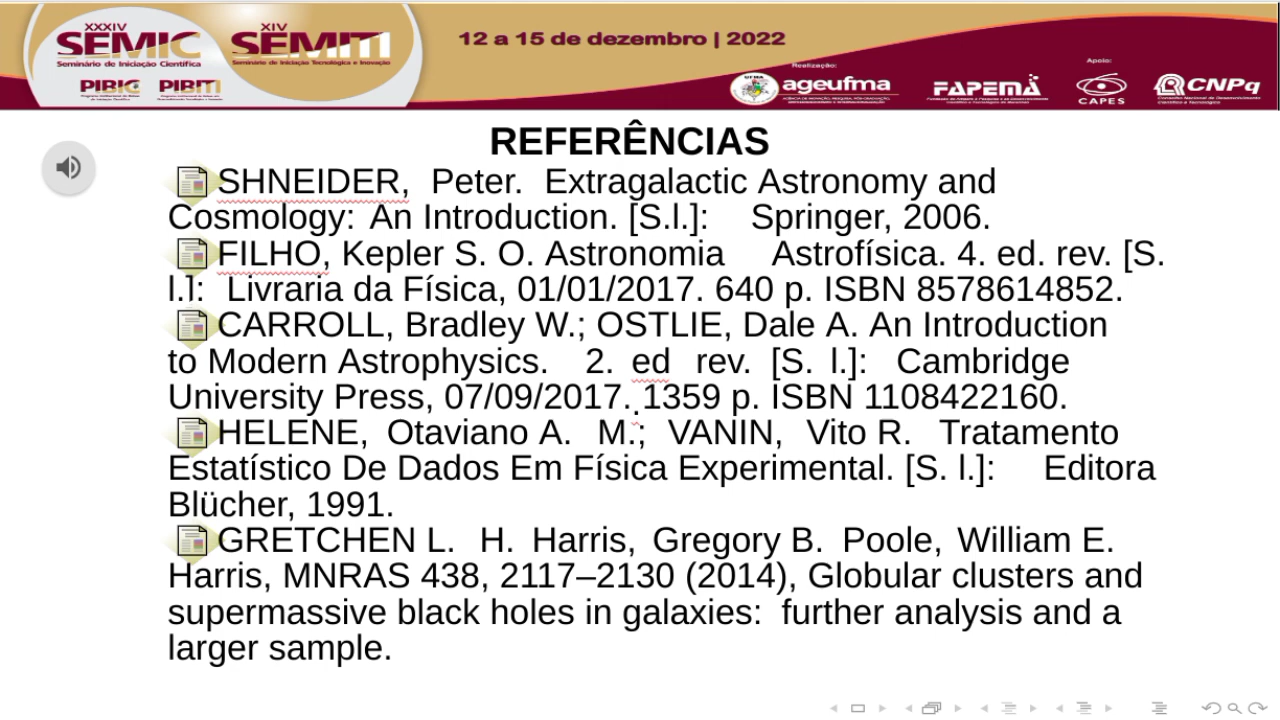 XXXIV
SEMIC
Seminário de Iniciação Científica
PIBIC PIBITI
XIV
SEMITI
Seminário de Iniciação Tecnológica e Inovação
12 a 15 de dezembro | 2022
Realização:
ageufma
Apoio:
FAPEMA
CAPES
CNPq
REFERÊNCIAS
SHNEIDER, Peter. Extragalactic Astronomy and
Cosmology: An Introduction. [S.l.]: Springer, 2006.
FILHO, Kepler S. O. Astronomia Astrofísica. 4. ed. rev. [S.
l.]: Livraria da Física, 01/01/2017. 640 p. ISBN 8578614852.
CARROLL, Bradley W.; OSTLIE, Dale A. An Introduction
to Modern Astrophysics. 2. ed rev. [S. l.]: Cambridge
University Press, 07/09/2017. 1359 p. ISBN 1108422160.
HELENE, Otaviano A. M.; VANIN, Vito R. Tratamento
Estatístico De Dados Em Física Experimental. [S. l.]: Editora
Blücher, 1991.
GRETCHEN L. H. Harris, Gregory B. Poole, William E.
Harris, MNRAS 438, 2117–2130 (2014), Globular clusters and
supermassive black holes in galaxies: further analysis and a
larger sample.